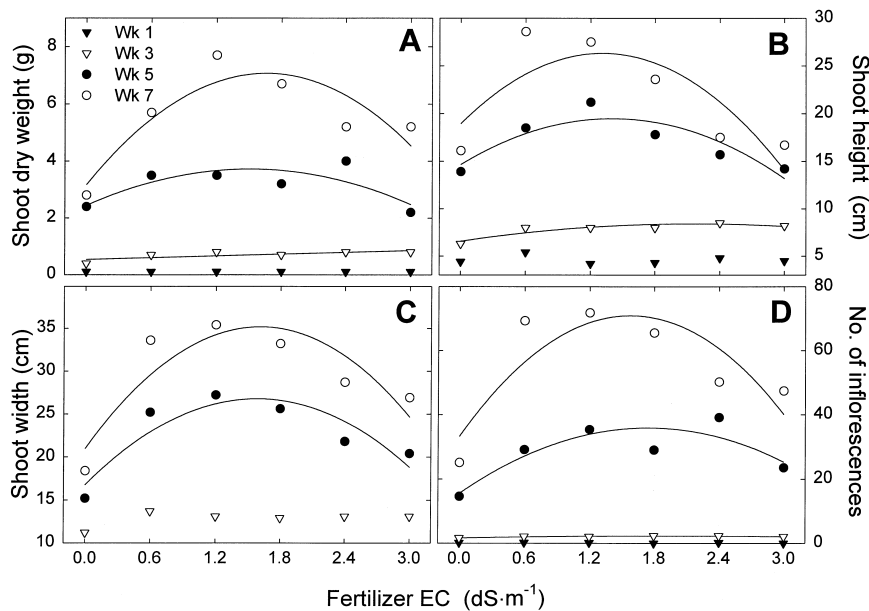 A
Wk 1
Wk 3
Wk 5
Wk 7
Shoot dry weight (g)
8
6
4
2
0
B
Shoot height (cm)
30
25
20
15
10
5
C
Shoot width (cm)
35
30
25
20
15
10
0.0 0.6 1.2 1.8 2.4 3.0
D
No. of inflorescences
80
60
40
20
0
0.0 0.6 1.2 1.8 2.4 3.0
Fertilizer EC (dS·m⁻¹)